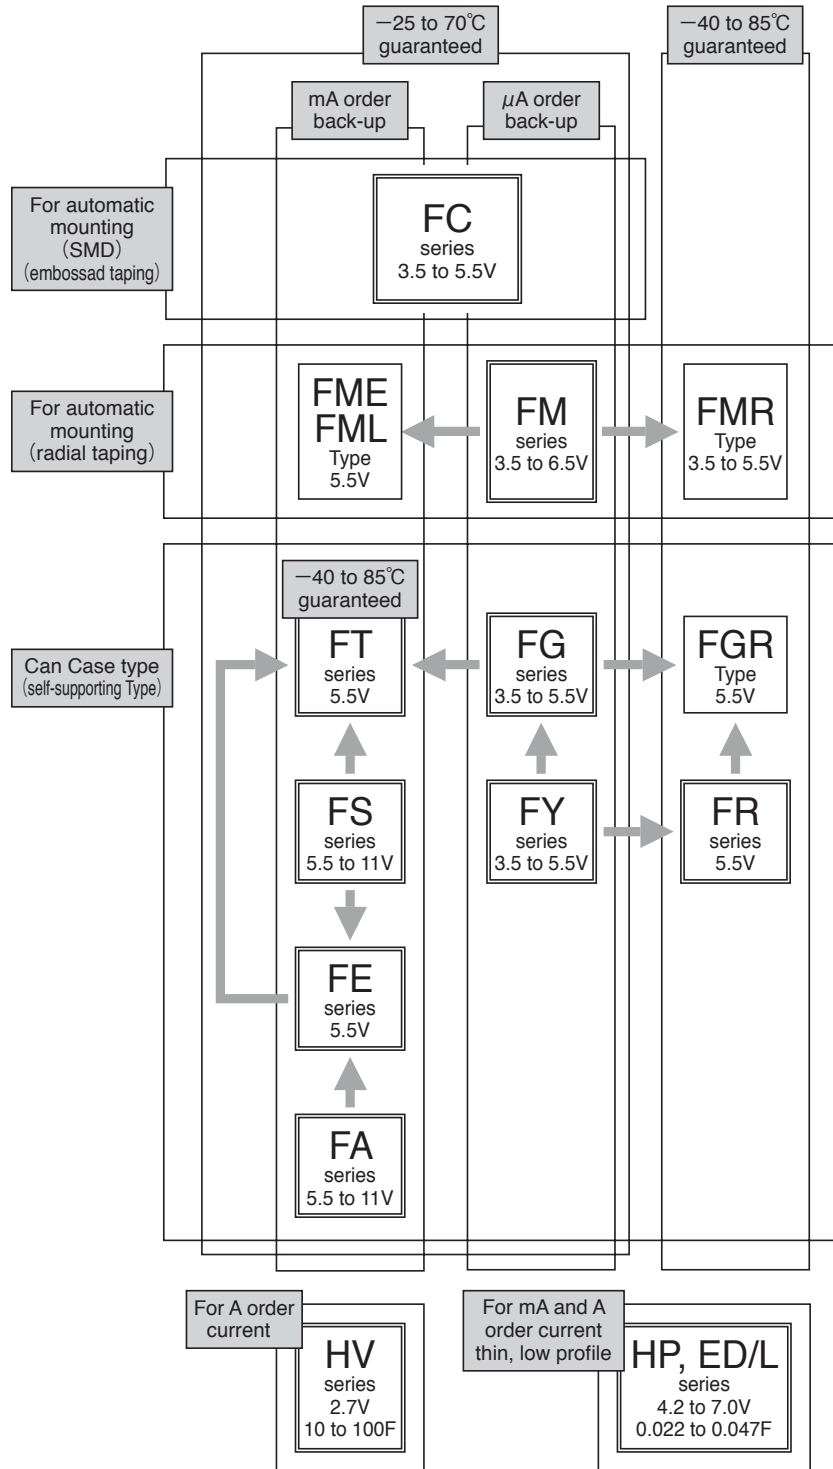 −25 to 70℃
guaranteed
−40 to 85℃
guaranteed
mA order
back-up
μA order
back-up
For automatic
mounting
（SMD）
（embossad taping）
FC
series
3.5 to 5.5V
For automatic
mounting
（radial taping）
FME
FML
Type
5.5V
FM
series
3.5 to 6.5V
FMR
Type
3.5 to 5.5V
Can Case type
（self-supporting Type）
−40 to 85℃
guaranteed
FT
series
5.5V
FG
series
3.5 to 5.5V
FGR
Type
5.5V
FS
series
5.5 to 11V
FY
series
3.5 to 5.5V
FR
series
5.5V
FE
series
5.5V
FA
series
5.5 to 11V
For A order
current
HV
series
2.7V
10 to 100F
For mA and A
order current
thin, low profile
HP, ED/L
series
4.2 to 7.0V
0.022 to 0.047F